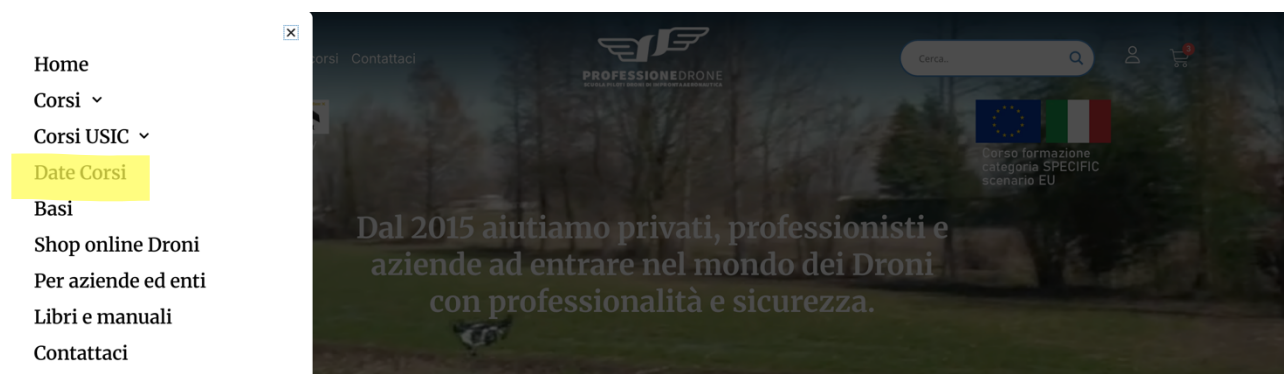 Home
Corsi
Corsi USIC
Date Corsi
Basi
Shop online Droni
Per aziende ed enti
Libri e manuali
Contattaci
corsi Contattaci
PROFESSIONEDRONE
Cerca..
3
Corso formazione
categoria SPECIFIC
scenario EU
Dal 2015 aiutiamo privati, professionisti e
aziende ad entrare nel mondo dei Droni
con professionalità e sicurezza.